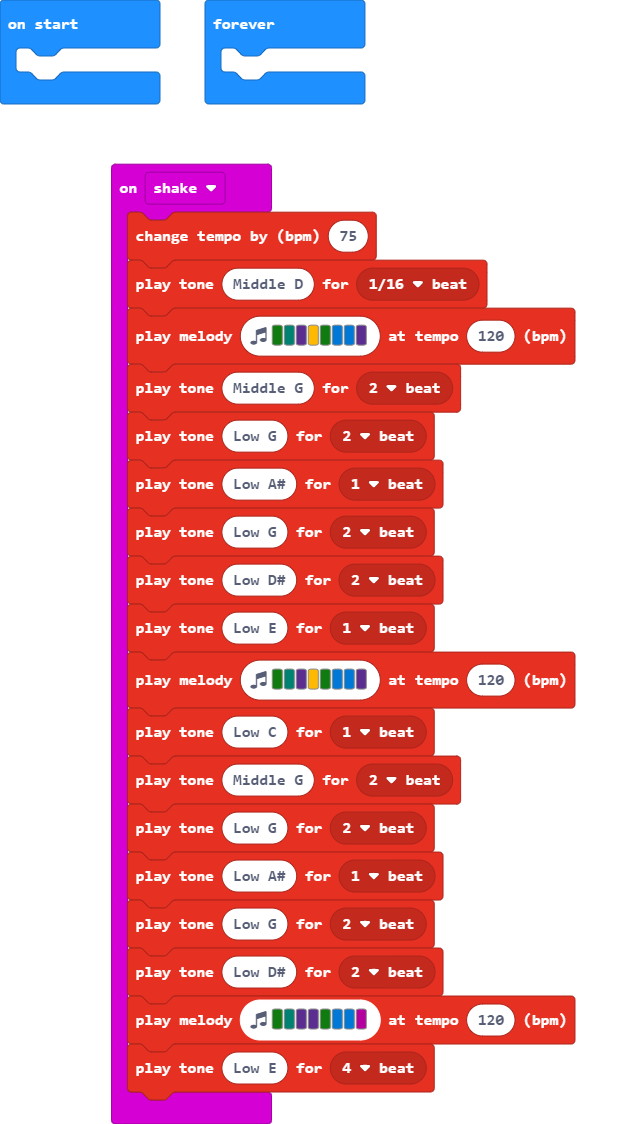 on start
forever
on shake
change tempo by (bpm) 75
play tone Middle D for 1/16 beat
play melody at tempo 120 (bpm)
play tone Middle G for 2 beat
play tone Low G for 2 beat
play tone Low A# for 1 beat
play tone Low G for 2 beat
play tone Low D# for 2 beat
play tone Low E for 1 beat
play melody at tempo 120 (bpm)
play tone Low C for 1 beat
play tone Middle G for 2 beat
play tone Low G for 2 beat
play tone Low A# for 1 beat
play tone Low G for 2 beat
play tone Low D# for 2 beat
play melody at tempo 120 (bpm)
play tone Low E for 4 beat